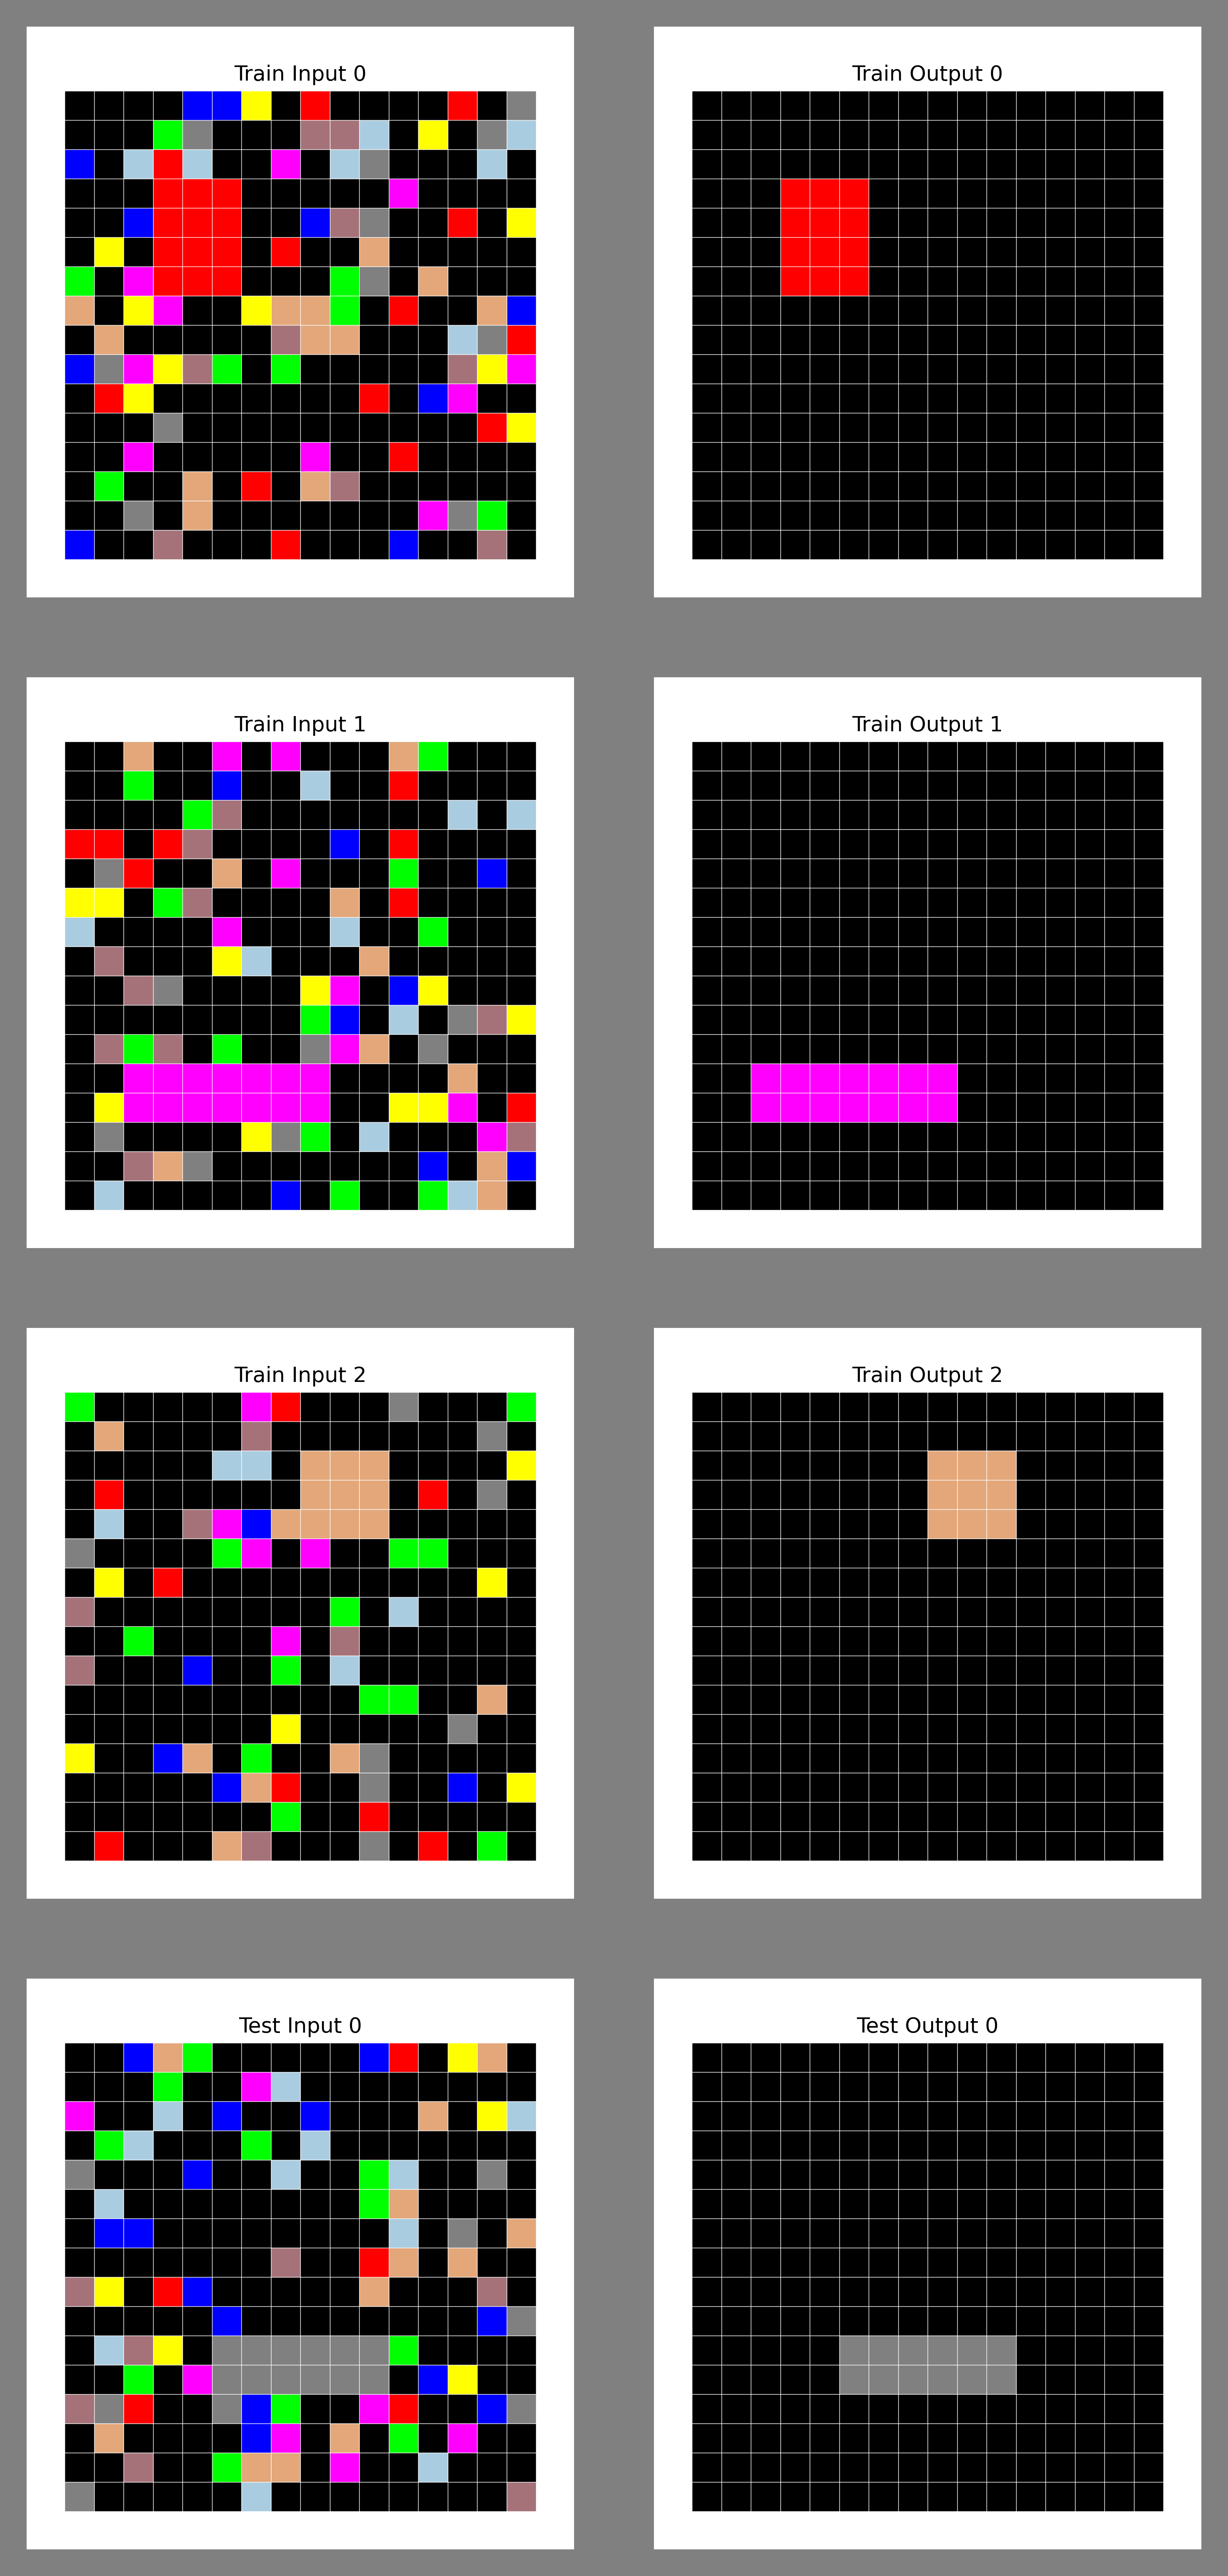 Train Input 0
Train Output 0
Train Input 1
Train Output 1
Train Input 2
Train Output 2
Test Input 0
Test Output 0